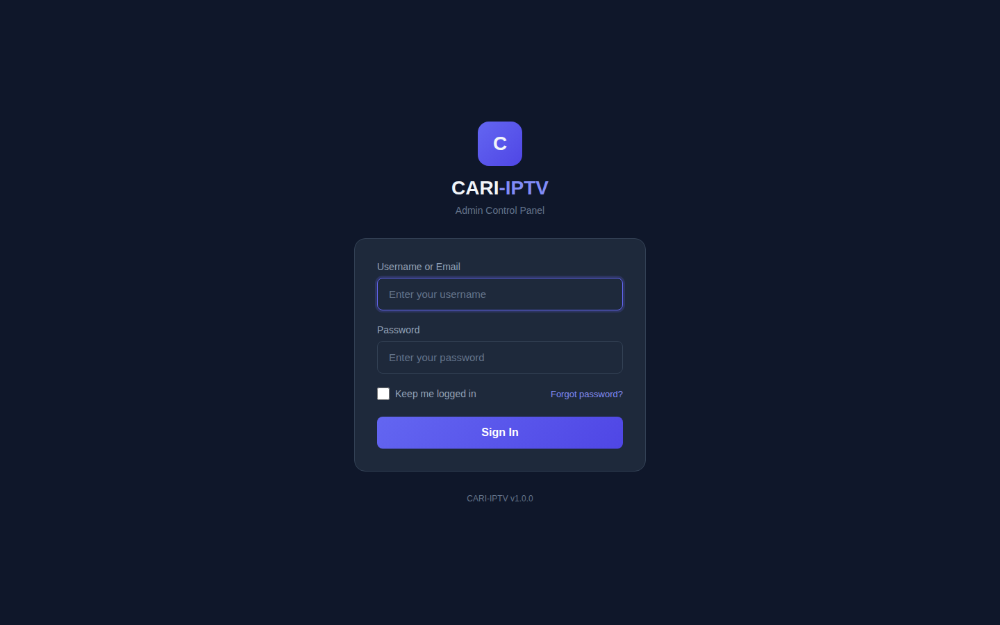 C
CARI-IPTV
Admin Control Panel
Username or Email
Enter your username
Password
Enter your password
Keep me logged in
Forgot password?
Sign In
CARI-IPTV v1.0.0